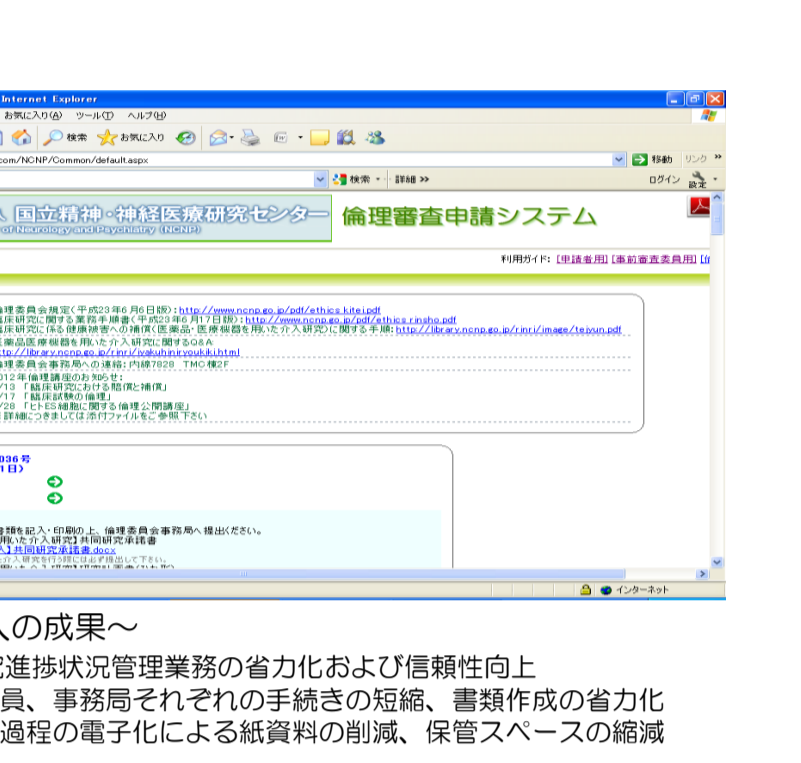 Internet Explorer
お気に入り(A) ツール(T) ヘルプ(H)
検索 お気に入り
com/NCNP/Common/default.aspx 移動 リンク »
検索 詳細 » ログイン 設定
国立精神・神経医療研究センター 倫理審査申請システム
of Neurology and Psychiatry (NCNP)
利用ガイド: [申請者用] [事前審査委員用]
倫理委員会規定(平成23年6月6日版):http://www.ncnp.go.jp/pdf/ethics_kitei.pdf
臨床研究に関する業務手順書(平成23年6月17日版):http://www.ncnp.go.jp/pdf/ethics_rinsho.pdf
臨床研究に係る健康被害への補償(医薬品・医療機器を用いた介入研究)に関する手順:http://library.ncnp.go.jp/rinri/image/tejyun.pdf
医薬品医療機器を用いた介入研究に関するQ&A:
http://library.ncnp.go.jp/rinri/iyakuhiniryoukiki.html
倫理委員会事務局への連絡:内線7828 TMC棟2F
012年倫理講座のお知らせ:
/13 「臨床研究における賠償と補償」
/17 「臨床試験の倫理」
/28 「ヒトES細胞に関する倫理公開講座」
詳細につきましては添付ファイルをご参照下さい
036号
1日)
書類を記入・印刷の上、倫理委員会事務局へ提出ください。
用いた介入研究】共同研究承諾書
入】共同研究承諾書.docx
た介入研究を行う際には必ず提出して下さい。
インターネット
の成果～
進捗状況管理業務の省力化および信頼性向上
員、事務局それぞれの手続きの短縮、書類作成の省力化
過程の電子化による紙資料の削減、保管スペースの縮減